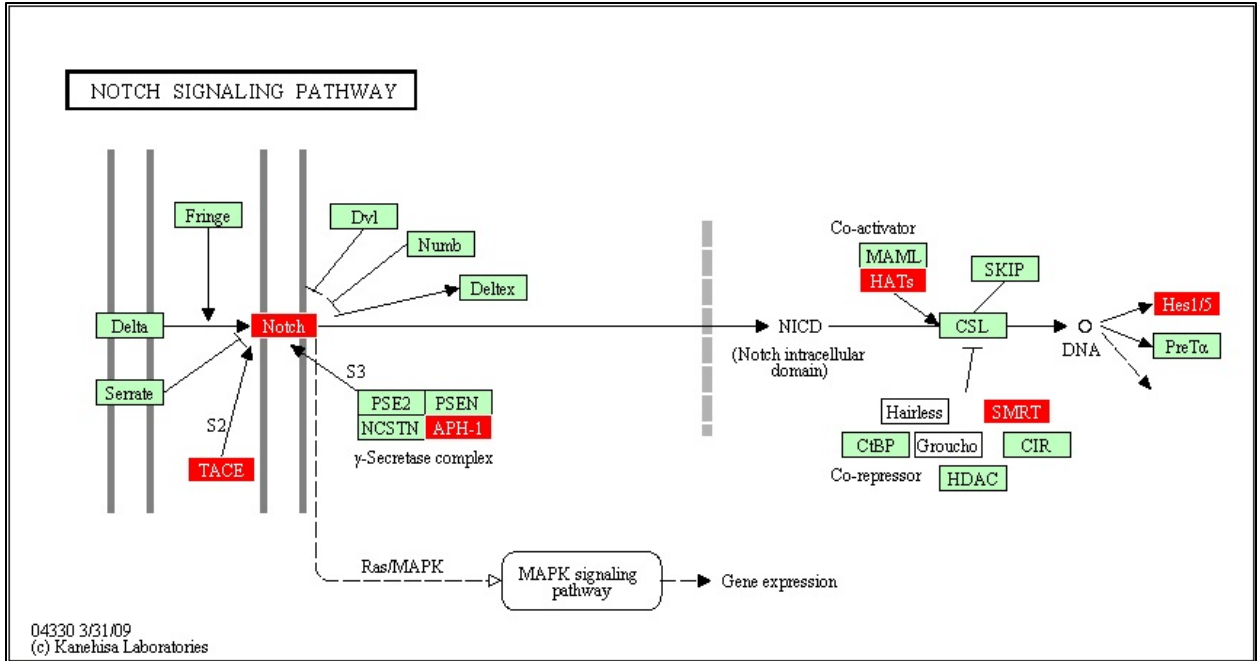 NOTCH SIGNALING PATHWAY
Fringe
Dvl
Numb
Deltex
Delta
Notch
Serrate
S2
TACE
S3
PSE2 PSEN
NCSTN APH-1
γ-Secretase complex
Co-activator
MAML
HATs
SKIP
NICD
(Notch intracellular
domain)
CSL
DNA
Hes1/5
PreTα
Hairless
SMRT
CtBP
Groucho
CIR
Co-repressor
HDAC
Ras/MAPK
MAPK signaling
pathway
Gene expression
04330 3/31/09
(c) Kanehisa Laboratories